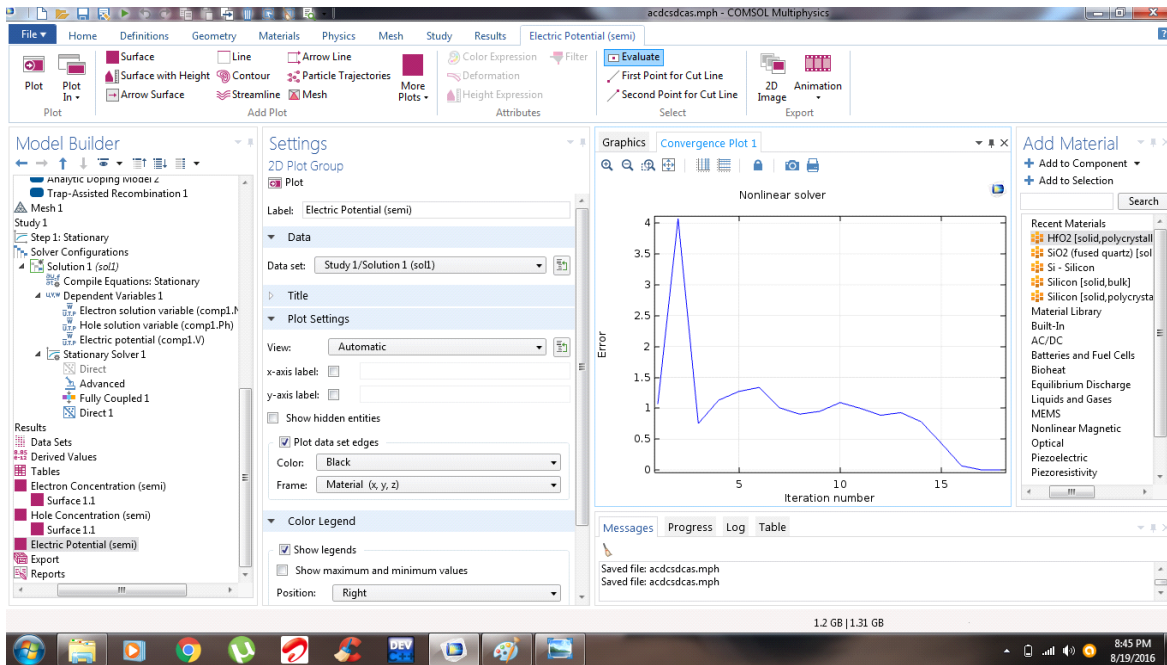 acdcsdcas.mph - COMSOL Multiphysics
File Home Definitions Geometry Materials Physics Mesh Study Results Electric Potential (semi)
Plot
Plot In
Plot
Surface Line Arrow Line
Surface with Height Contour Particle Trajectories
Arrow Surface Streamline Mesh
More Plots
Add Plot
Color Expression Filter
Deformation
Height Expression
Attributes
Evaluate
First Point for Cut Line
Second Point for Cut Line
Select
2D Image
Animation
Export
Model Builder
Analytic Doping Model 2
Trap-Assisted Recombination 1
Mesh 1
Study 1
Step 1: Stationary
Solver Configurations
Solution 1 (sol1)
Compile Equations: Stationary
Dependent Variables 1
Electron solution variable (comp1.N
Hole solution variable (comp1.Ph)
Electric potential (comp1.V)
Stationary Solver 1
Direct
Advanced
Fully Coupled 1
Direct 1
Results
Data Sets
Derived Values
Tables
Electron Concentration (semi)
Surface 1.1
Hole Concentration (semi)
Surface 1.1
Electric Potential (semi)
Export
Reports
Settings
2D Plot Group
Plot
Label: Electric Potential (semi)
Data
Data set: Study 1/Solution 1 (sol1)
Title
Plot Settings
View: Automatic
x-axis label:
y-axis label:
Show hidden entities
Plot data set edges
Color: Black
Frame: Material (x, y, z)
Color Legend
Show legends
Show maximum and minimum values
Position: Right
Graphics Convergence Plot 1
Nonlinear solver
4
3.5
3
2.5
2
1.5
1
0.5
0
Error
5 10 15
Iteration number
Messages Progress Log Table
Saved file: acdcsdcas.mph
Saved file: acdcsdcas.mph
Add Material
Add to Component
Add to Selection
Search
Recent Materials
HfO2 [solid,polycrystall
SiO2 (fused quartz) [sol
Si - Silicon
Silicon [solid,bulk]
Silicon [solid,polycrysta
Material Library
Built-In
AC/DC
Batteries and Fuel Cells
Bioheat
Equilibrium Discharge
Liquids and Gases
MEMS
Nonlinear Magnetic
Optical
Piezoelectric
Piezoresistivity
1.2 GB | 1.31 GB
DEV
8:45 PM
8/19/2016